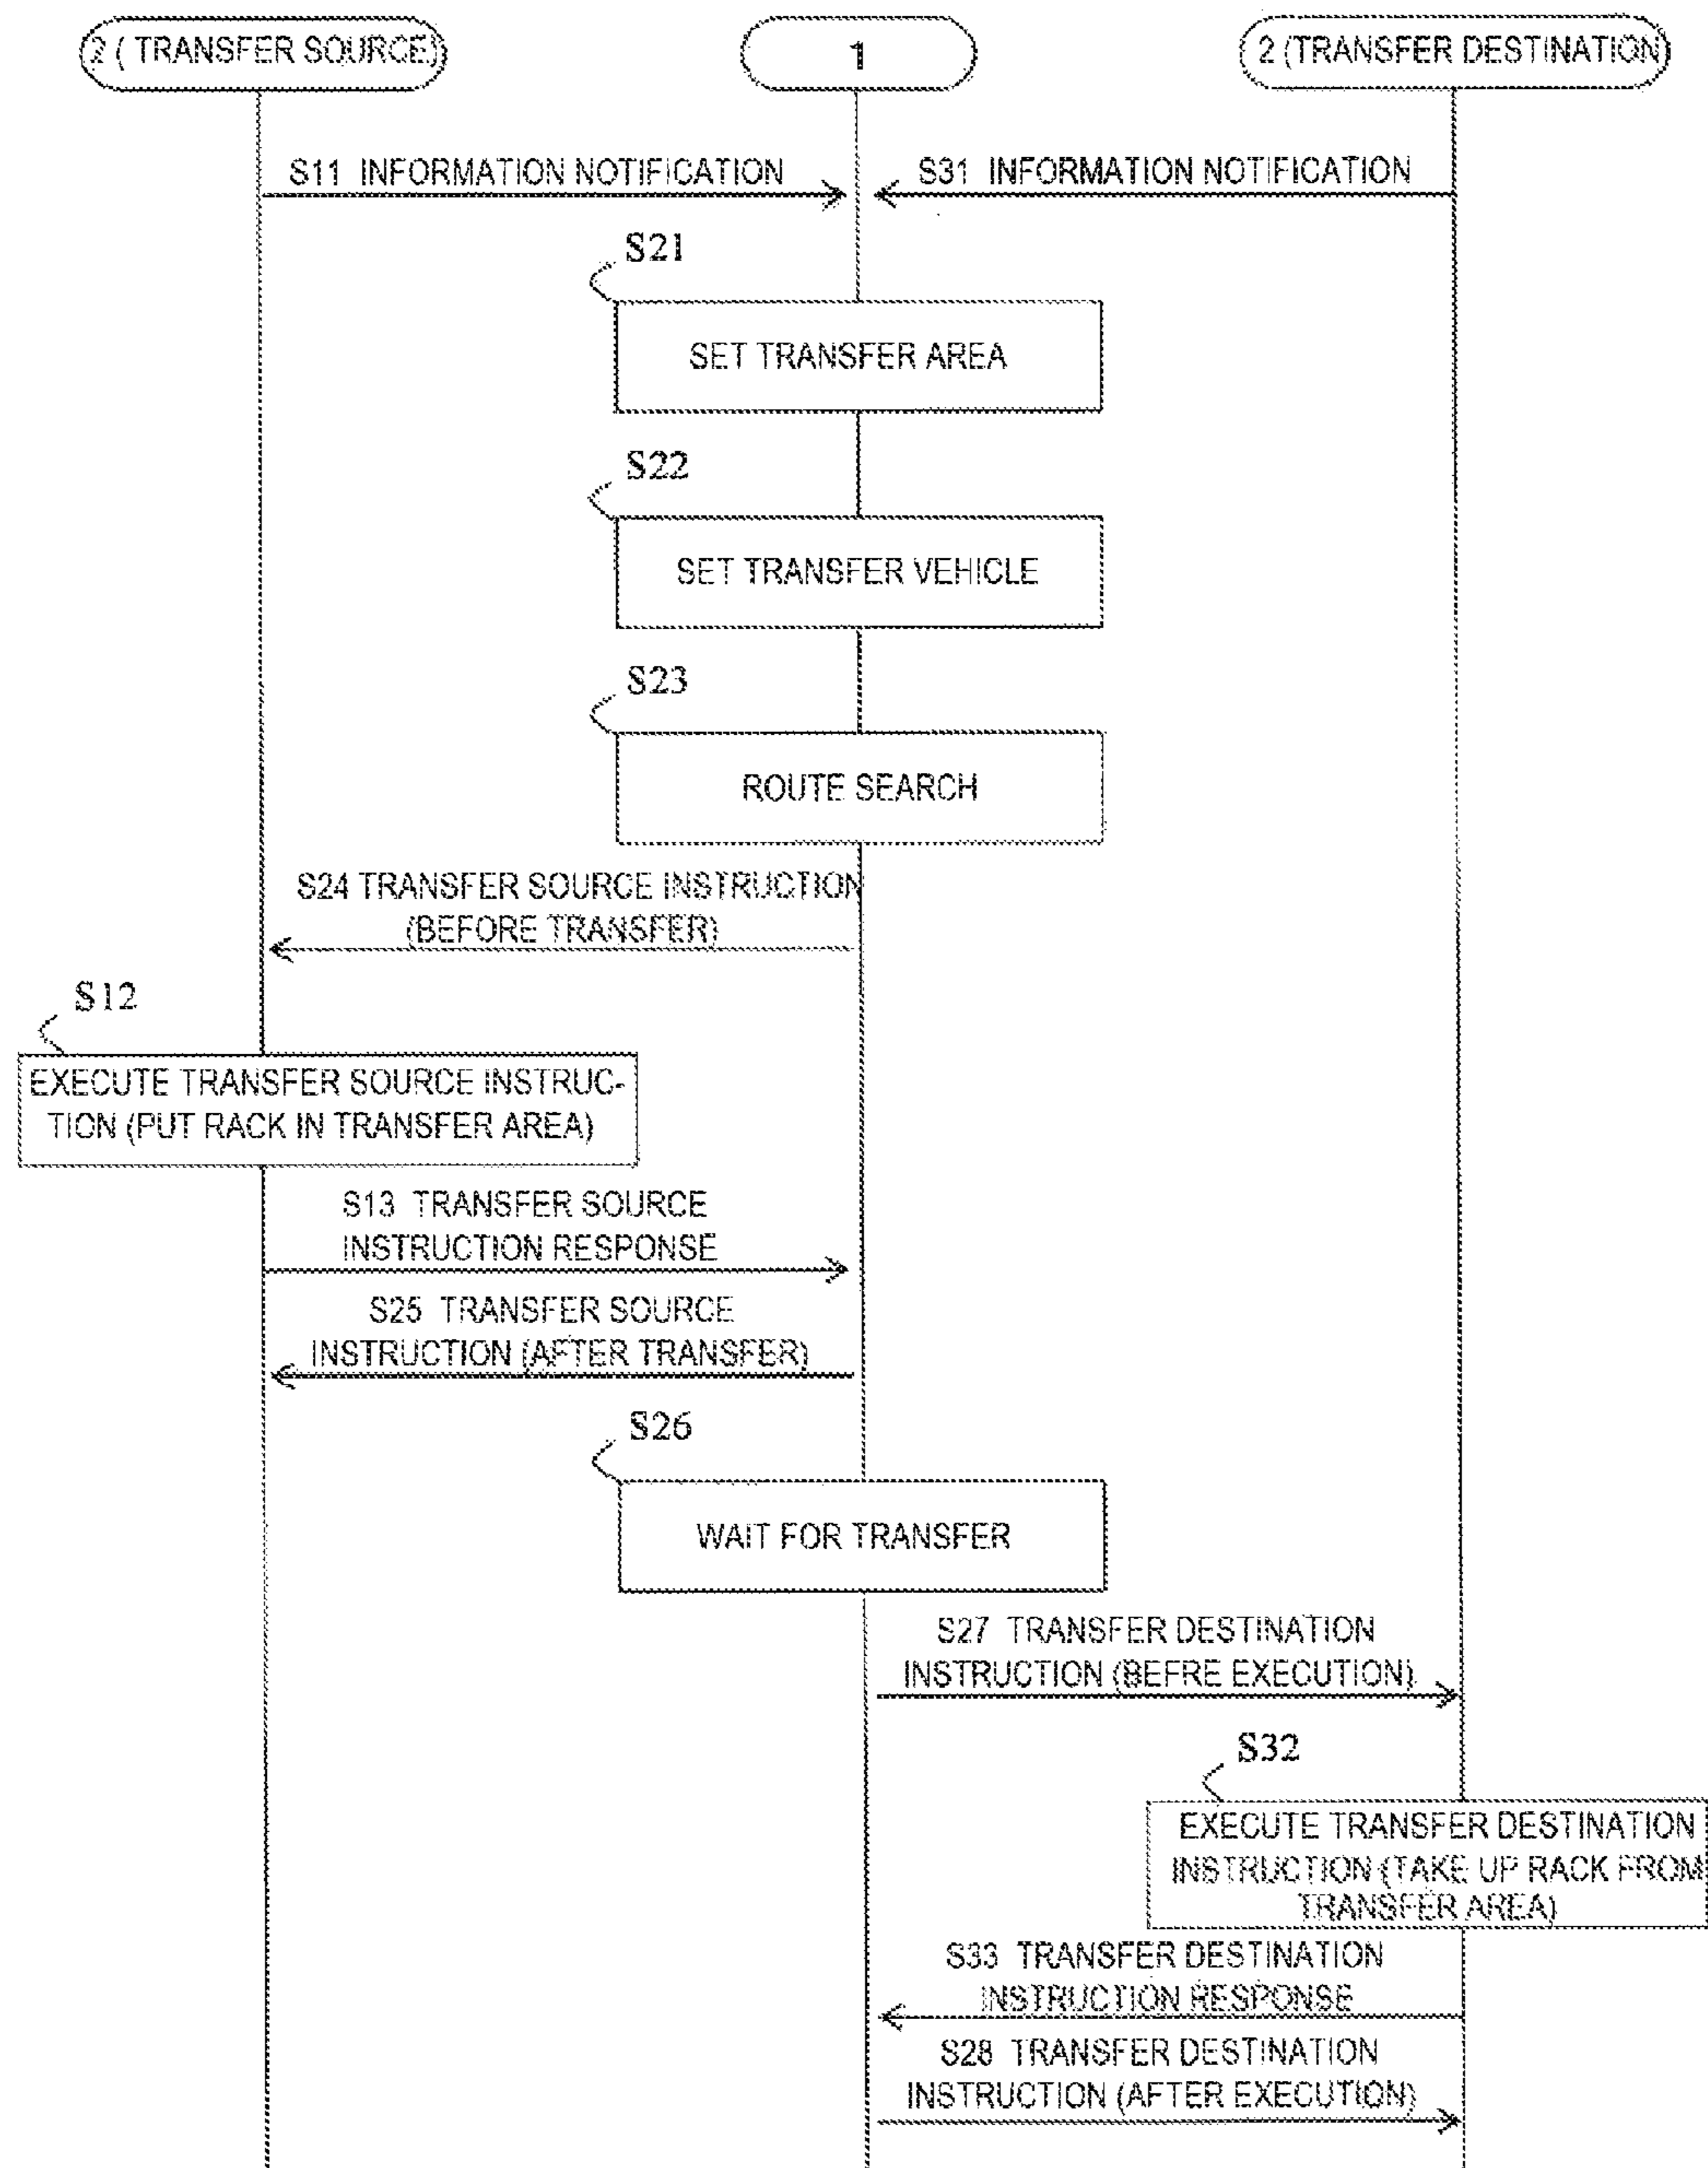 2 ( TRANSFER SOURCE)
1
2 (TRANSFER DESTINATION)
S11 INFORMATION NOTIFICATION
S31 INFORMATION NOTIFICATION
S21
SET TRANSFER AREA
S22
SET TRANSFER VEHICLE
S23
ROUTE SEARCH
S24 TRANSFER SOURCE INSTRUCTION
(BEFORE TRANSFER)
S12
EXECUTE TRANSFER SOURCE INSTRUC-
TION (PUT RACK IN TRANSFER AREA)
S13 TRANSFER SOURCE
INSTRUCTION RESPONSE
S25 TRANSFER SOURCE
INSTRUCTION (AFTER TRANSFER)
S26
WAIT FOR TRANSFER
S27 TRANSFER DESTINATION
INSTRUCTION (BEFRE EXECUTION)
S32
EXECUTE TRANSFER DESTINATION
INSTRUCTION (TAKE UP RACK FROM
TRANSFER AREA)
S33 TRANSFER DESTINATION
INSTRUCTION RESPONSE
S28 TRANSFER DESTINATION
INSTRUCTION (AFTER EXECUTION)